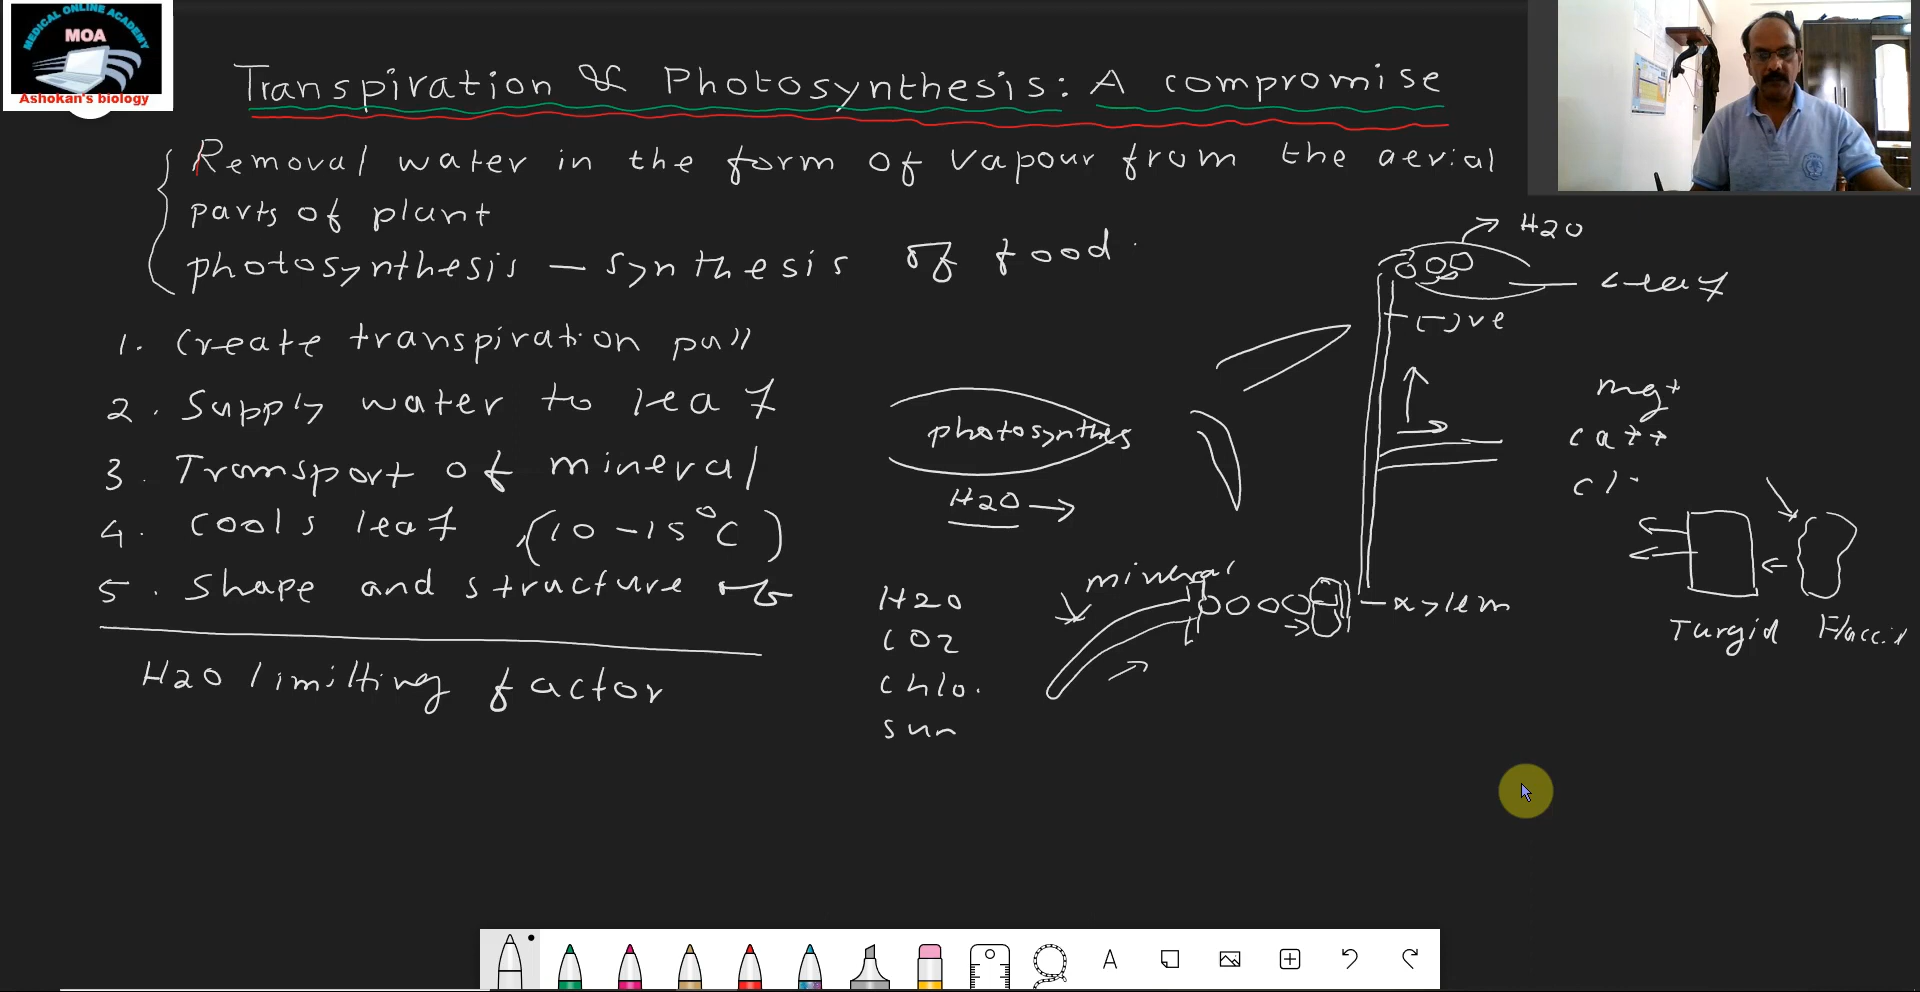 MEDICAL ONLINE ACADEMY
MOA
Ashokan's biology
Transpiration & Photosynthesis: A compromise
Removal water in the form of vapour from the aerial
parts of plant
photosynthesis – synthesis of food.
1. Create transpiration pull
2. Supply water to leaf
3. Transport of mineral
4. Cools leaf (10-15°C)
5. Shape and structure
H2O limitting factor
photosynthes
H2O →
H2O
CO2
Chlo.
sun
mineral
H2O
leaf
(-)ve
xylem
mg+
ca++
cl-
Turgid Flaccid
A